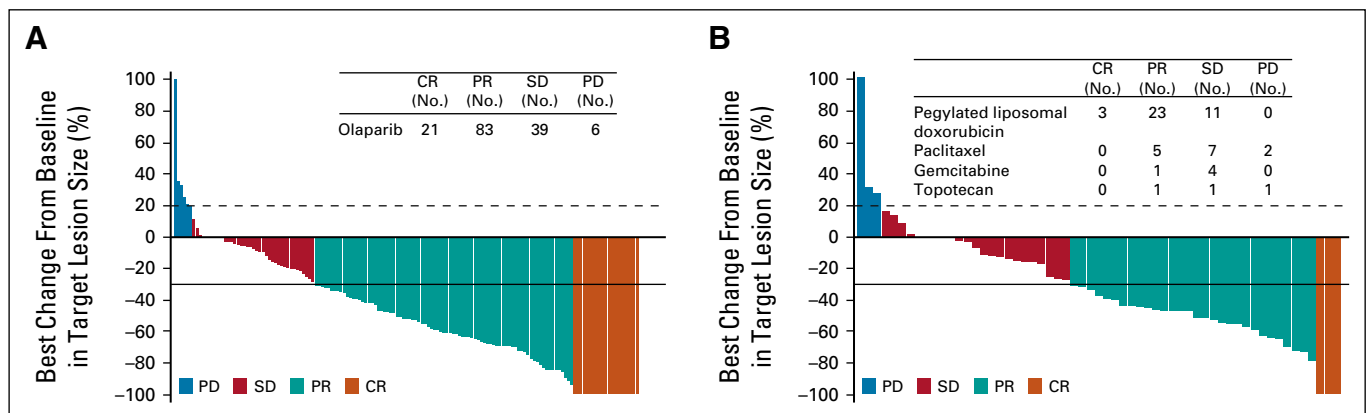 A
Best Change From Baseline
in Target Lesion Size (%)
100
80
60
40
20
0
−20
−40
−60
−80
−100
CR PR SD PD
(No.) (No.) (No.) (No.)
Olaparib 21 83 39 6
PD SD PR CR
B
Best Change From Baseline
in Target Lesion Size (%)
100
80
60
40
20
0
−20
−40
−60
−80
−100
CR PR SD PD
(No.) (No.) (No.) (No.)
Pegylated liposomal 3 23 11 0
doxorubicin
Paclitaxel 0 5 7 2
Gemcitabine 0 1 4 0
Topotecan 0 1 1 1
PD SD PR CR